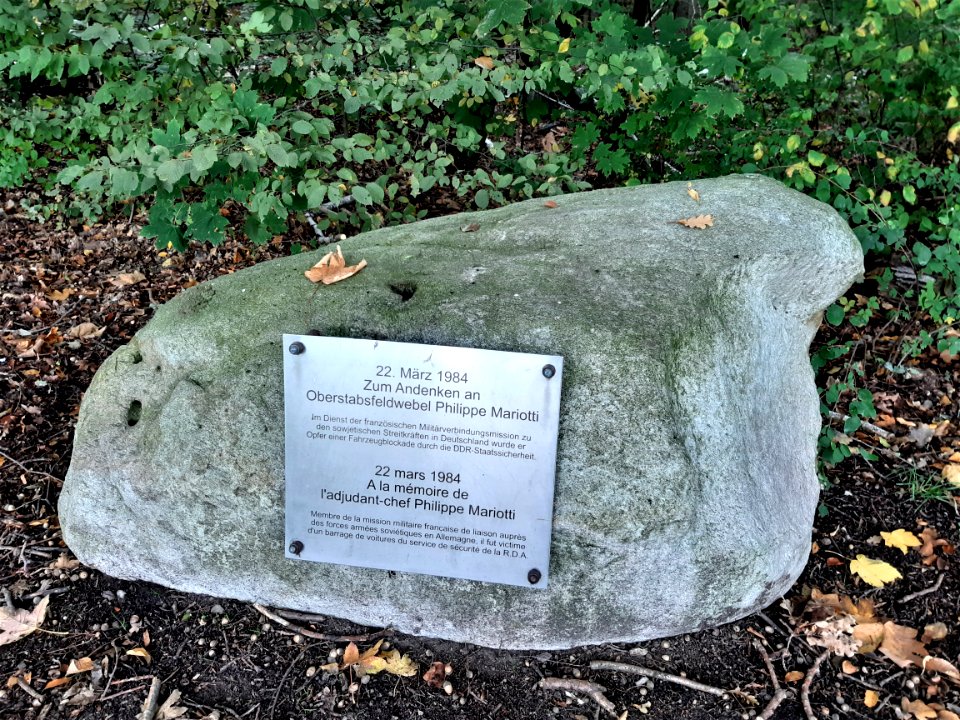 22. März 1984
Zum Andenken an
Oberstabsfeldwebel Philippe Mariotti
Im Dienst der französischen Militärverbindungsmission zu
den sowjetischen Streitkräften in Deutschland wurde er
Opfer einer Fahrzeugblockade durch die DDR-Staatssicherheit.
22 mars 1984
A la mémoire de
l'adjudant-chef Philippe Mariotti
Membre de la mission militaire francaise de liaison auprès
des forces armées soviétiques en Allemagne, il fut victime
d'un barrage de voitures du service de sécurité de la R.D.A.